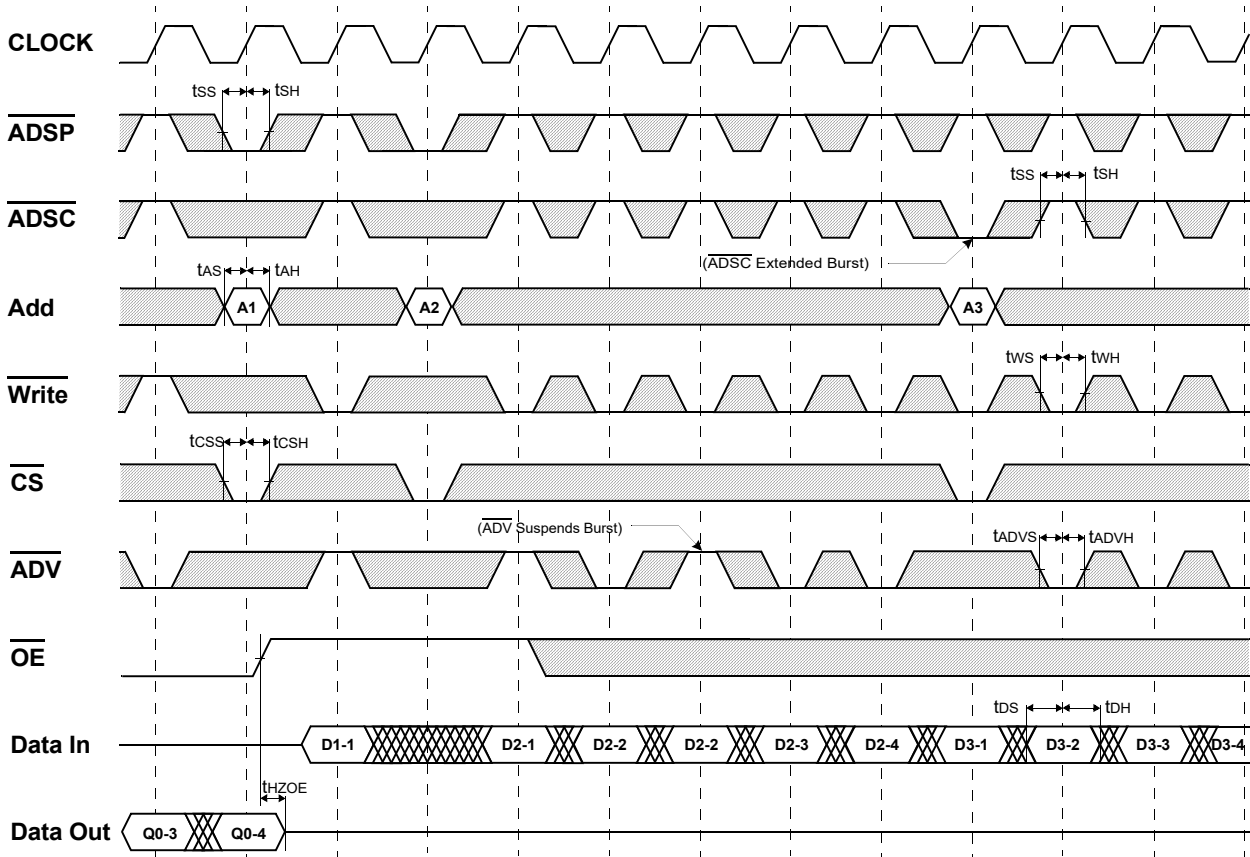 CLOCK
tSS tSH
ADSP
tSS tSH
ADSC
(ADSC Extended Burst)
tAS tAH
Add A1 A2 A3
tWS tWH
Write
tCSS tCSH
CS
(ADV Suspends Burst)
tADVS tADVH
ADV
OE
tDS tDH
Data In D1-1 D2-1 D2-2 D2-2 D2-3 D2-4 D3-1 D3-2 D3-3 D3-4
tHZOE
Data Out Q0-3 Q0-4